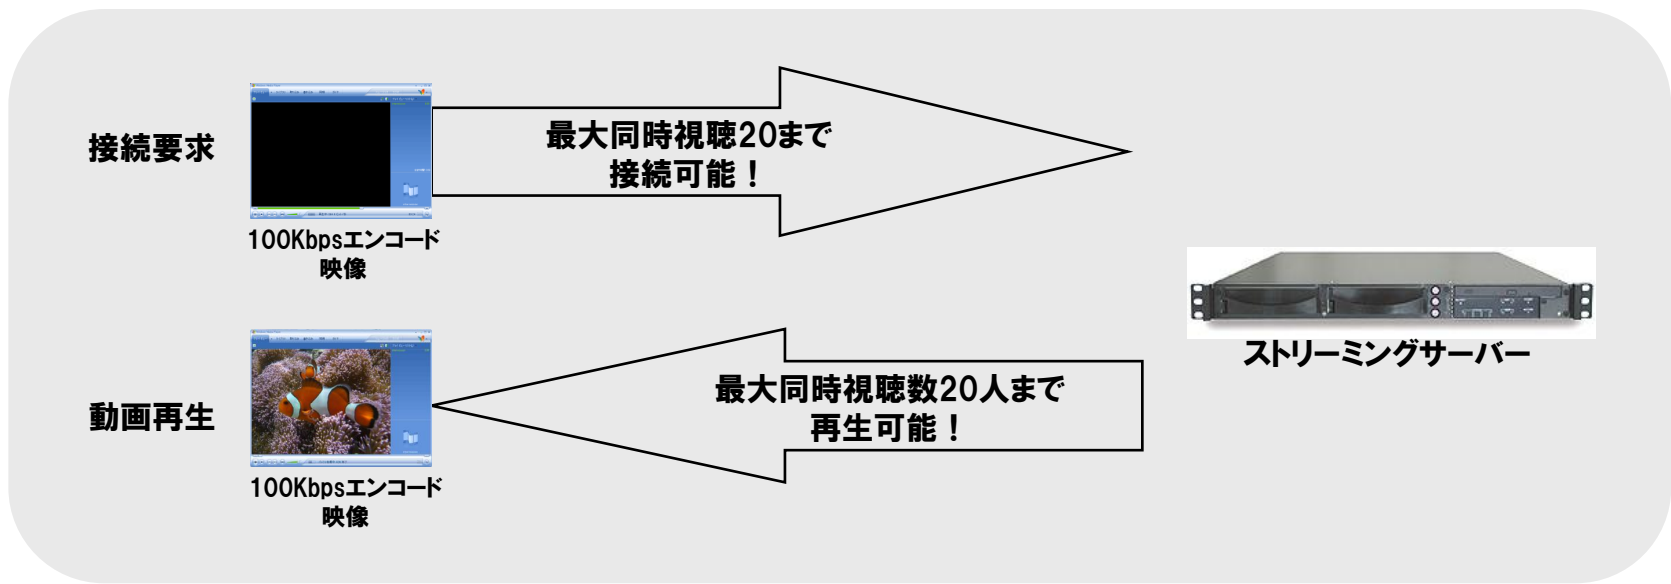 接続要求
最大同時視聴20まで
接続可能！
100Kbpsエンコード
映像
ストリーミングサーバー
動画再生
最大同時視聴数20人まで
再生可能！
100Kbpsエンコード
映像